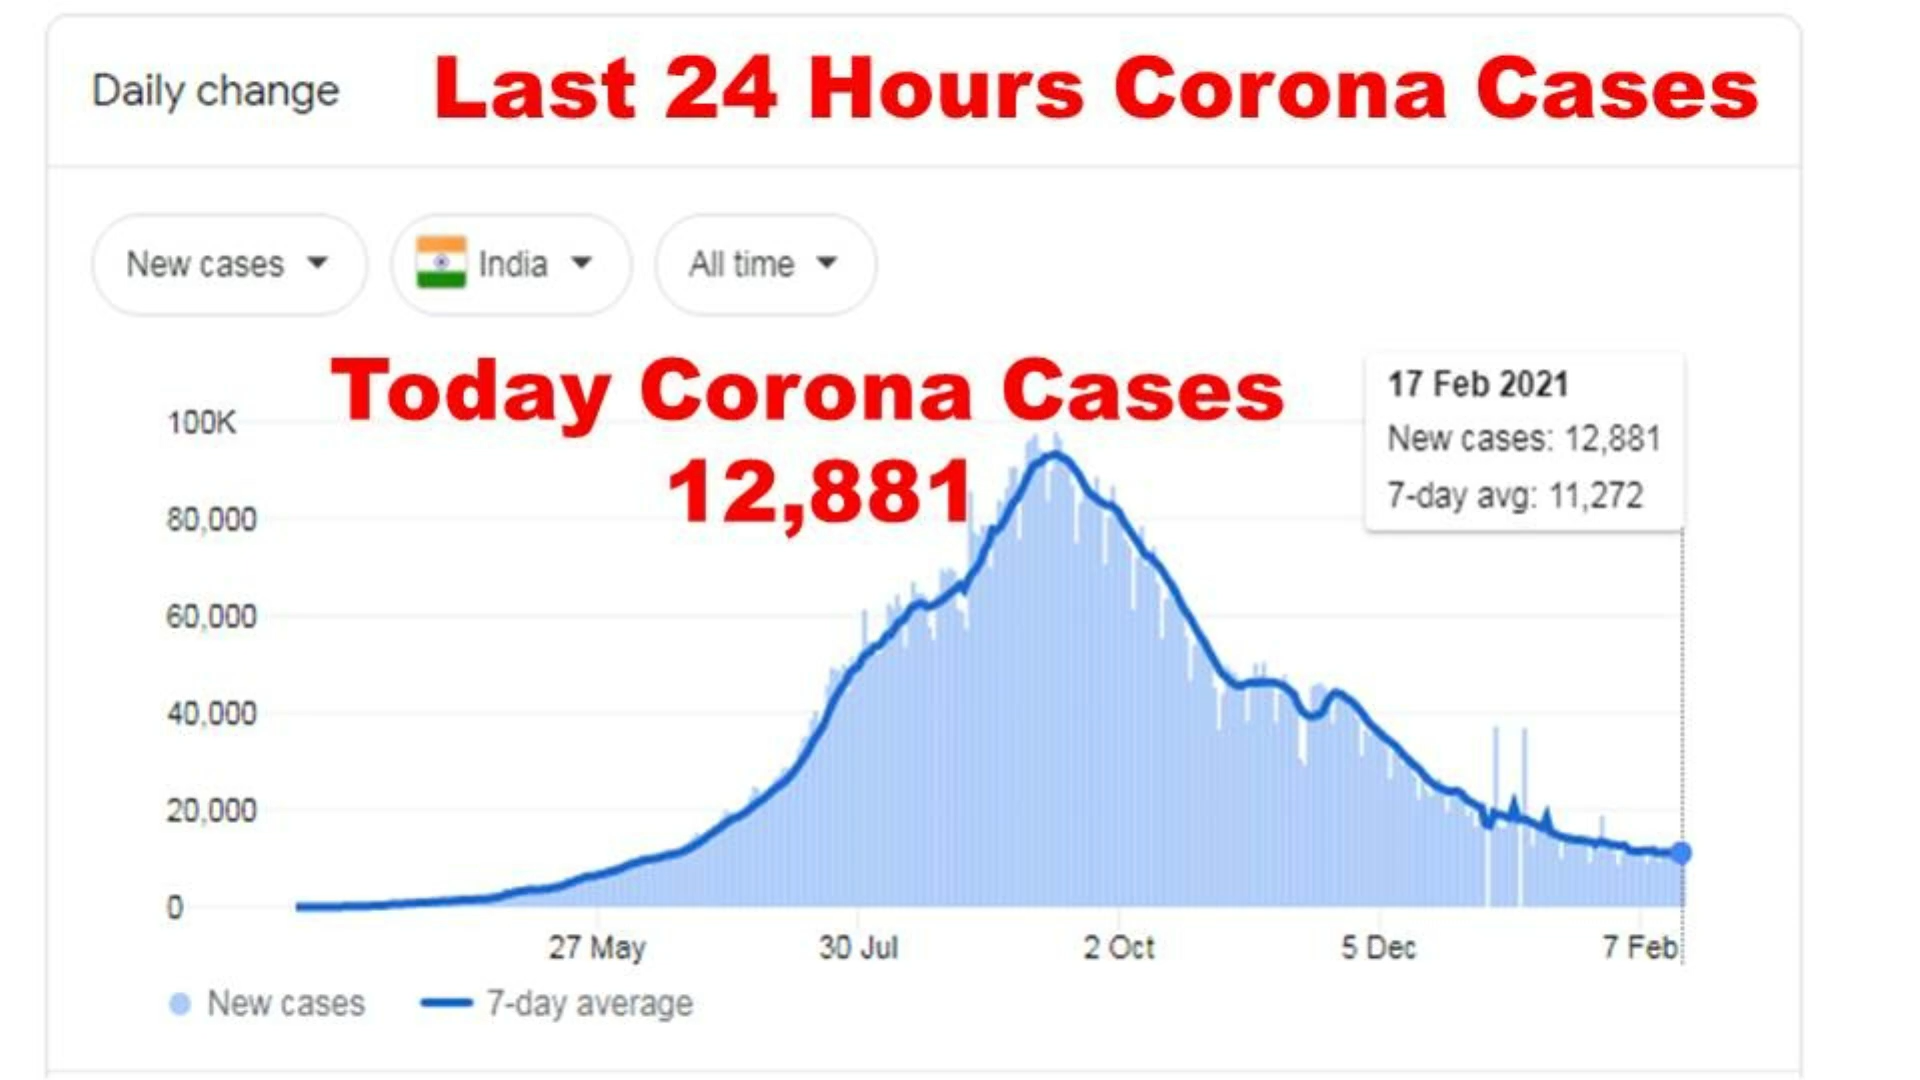 Daily change
Last 24 Hours Corona Cases
New cases
India
All time
Today Corona Cases
12,881
17 Feb 2021
New cases: 12,881
7-day avg: 11,272
100K
80,000
60,000
40,000
20,000
0
27 May
30 Jul
2 Oct
5 Dec
7 Feb
New cases
7-day average